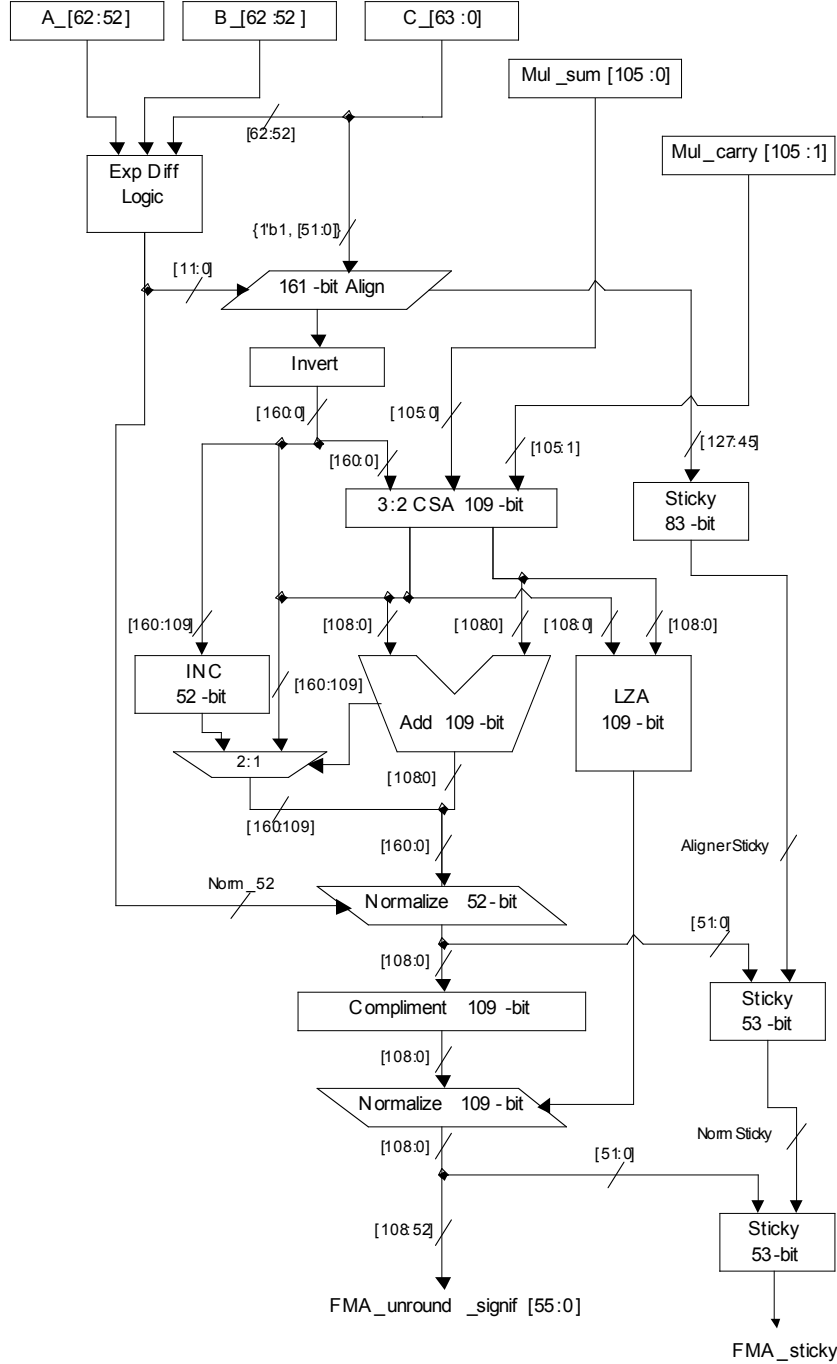 A_[62:52]
B_[62:52]
C_[63:0]
Mul_sum [105:0]
[62:52]
Mul_carry [105:1]
Exp Diff
Logic
{1'b1, [51:0]}
[11:0]
161-bit Align
Invert
[160:0]
[105:0]
[160:0]
[105:1]
[127:45]
3:2 CSA 109-bit
Sticky
83-bit
[160:109]
[108:0]
[108:0]
[108:0]
[108:0]
INC
52-bit
[160:109]
Add 109-bit
LZA
109-bit
2:1
[108:0]
[160:109]
[160:0]
AlignerSticky
Norm_52
Normalize 52-bit
[51:0]
[108:0]
Compliment 109-bit
Sticky
53-bit
[108:0]
Normalize 109-bit
Norm Sticky
[108:0]
[51:0]
[108:52]
Sticky
53-bit
FMA_unround_signif [55:0]
FMA_sticky